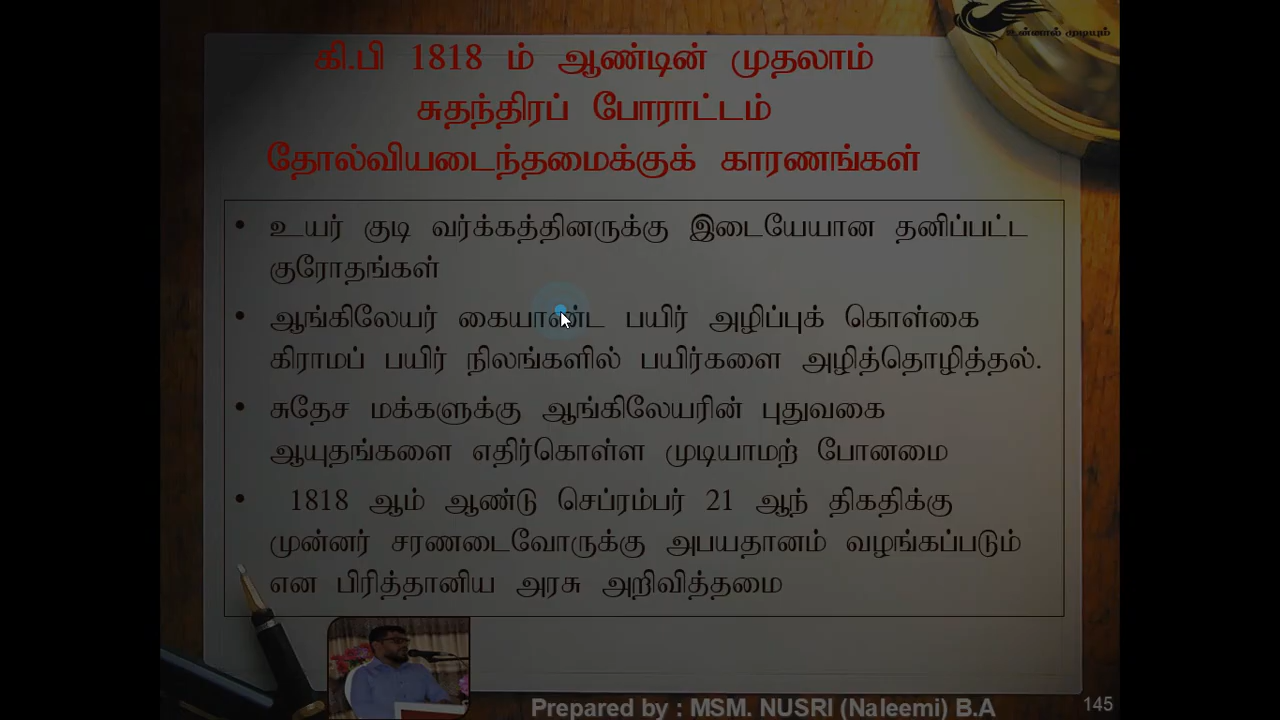 உன்னால் முடியும்
கி.பி 1818 ம் ஆண்டின் முதலாம்
சுதந்திரப் போராட்டம்
தோல்வியடைந்தமைக்குக் காரணங்கள்
• உயர் குடி வர்க்கத்தினருக்கு இடையேயான தனிப்பட்ட
குரோதங்கள்
• ஆங்கிலேயர் கையாண்ட பயிர் அழிப்புக் கொள்கை
கிராமப் பயிர் நிலங்களில் பயிர்களை அழித்தொழித்தல்.
• சுதேச மக்களுக்கு ஆங்கிலேயரின் புதுவகை
ஆயுதங்களை எதிர்கொள்ள முடியாமற் போனமை
• 1818 ஆம் ஆண்டு செப்ரம்பர் 21 ஆந் திகதிக்கு
முன்னர் சரணடைவோருக்கு அபயதானம் வழங்கப்படும்
என பிரித்தானிய அரசு அறிவித்தமை
Prepared by : MSM. NUSRI (Naleemi) B.A
145